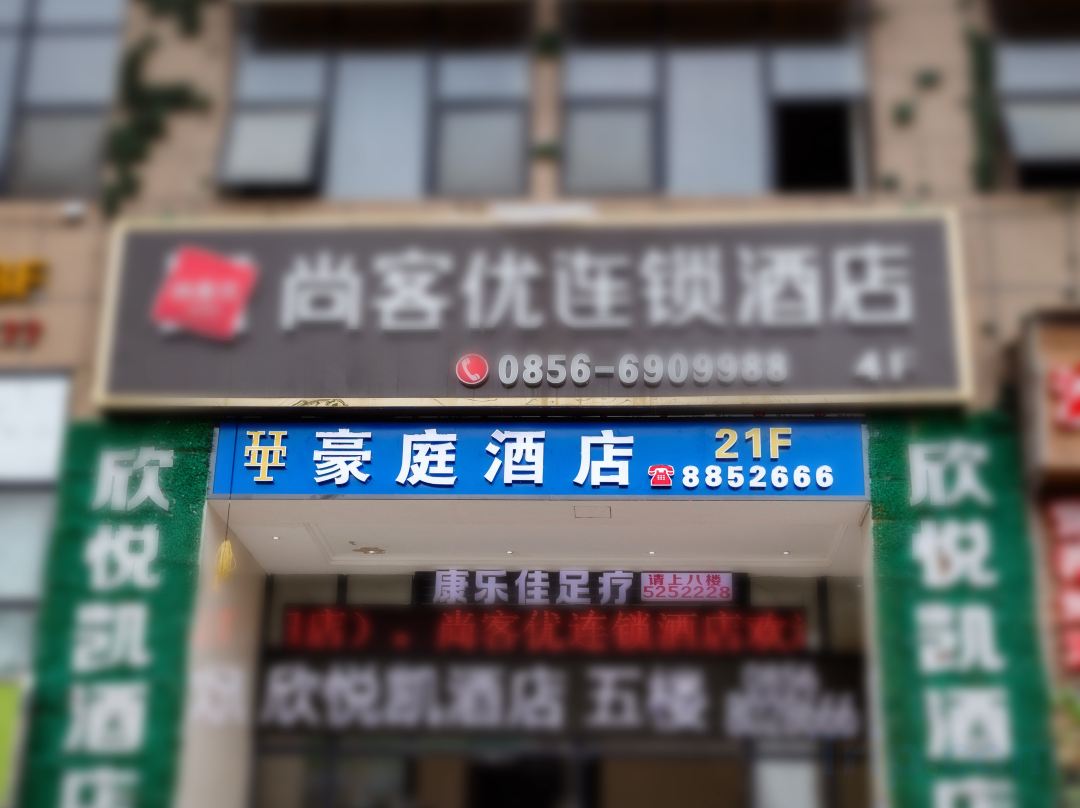 尚客优连锁酒店
0856-6909988
4F
豪庭酒店
21F
8852666
欣悦凯酒店
欣悦凯酒店
康乐佳足疗
请上八楼
5252228
店），尚客优连锁酒店欢
欣悦凯酒店 五楼